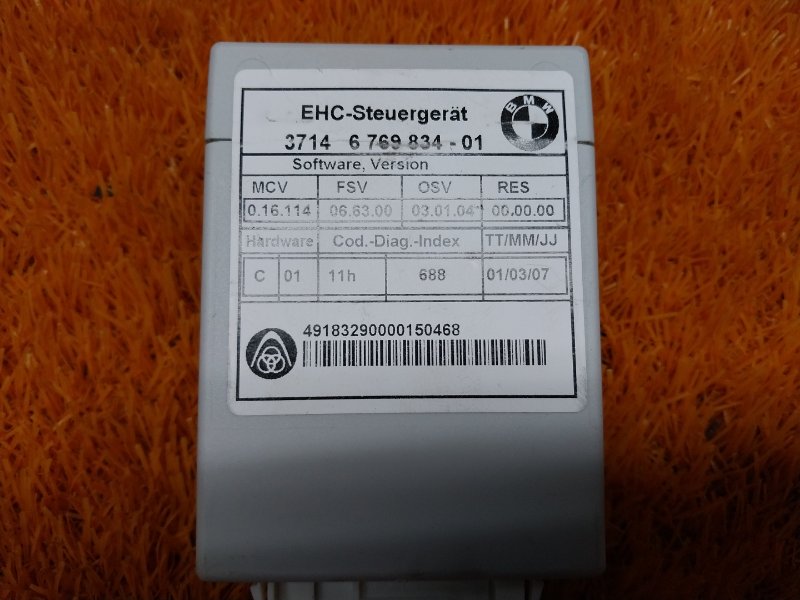 EHC-Steuergerät
BMW
3714 6 769 834 - 01
Software, Version
MCV FSV OSV RES
0.16.114 06.63.00 03.01.04 00.00.00
Hardware Cod.-Diag.-Index TT/MM/JJ
C 01 11h 688 01/03/07
49183290000150468